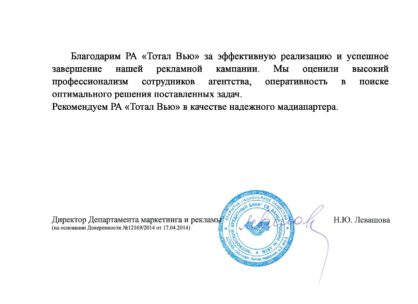 Благодарим РА «Тотал Вью» за эффективную реализацию и успешное
завершение нашей рекламной кампании. Мы оценили высокий
профессионализм сотрудников агентства, оперативность в поиске
оптимального решения поставленных задач.
Рекомендуем РА «Тотал Вью» в качестве надежного мадиапартера.
Директор Департамента маркетинга и рекламы
Н.Ю. Левашова
(на основании Доверенности №12169/2014 от 17.04.2014)